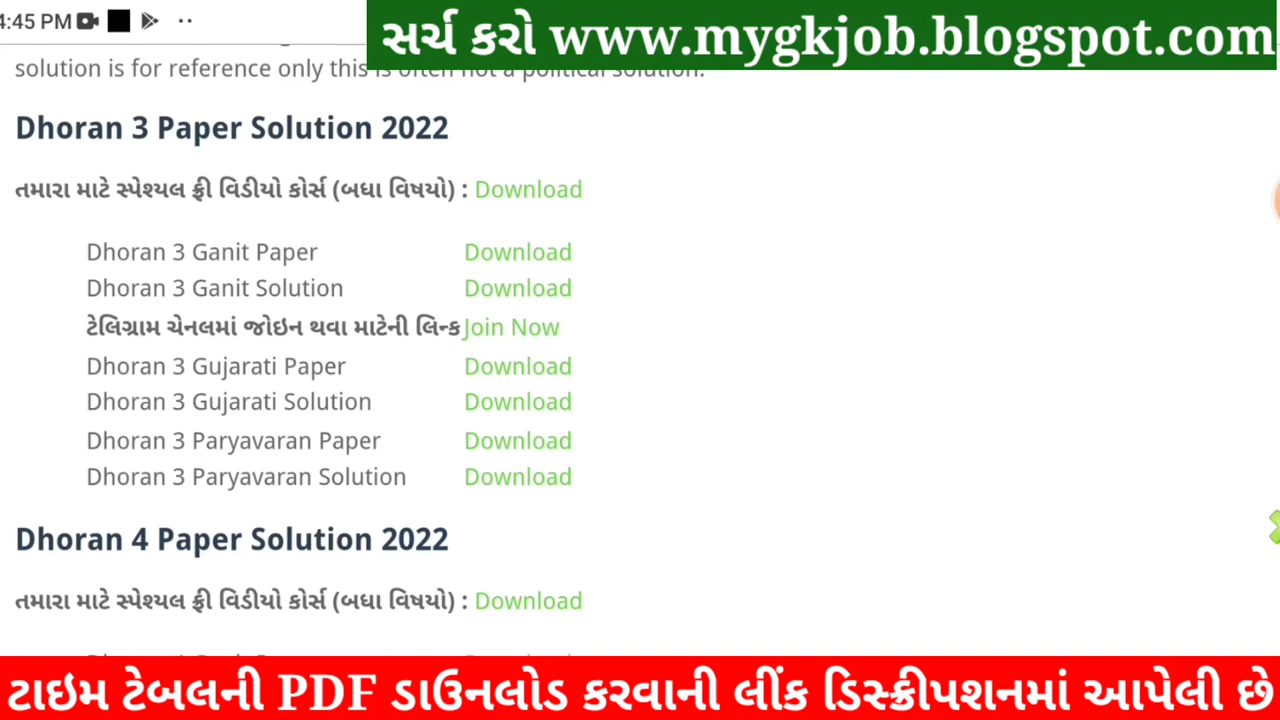 4:45 PM
સર્ચ કરો www.mygkjob.blogspot.com
solution is for reference only this is often not a political solution.
Dhoran 3 Paper Solution 2022
તમારા માટે સ્પેશ્યલ ફ્રી વિડીયો કોર્સ (બધા વિષયો) : Download
Dhoran 3 Ganit Paper Download
Dhoran 3 Ganit Solution Download
ટેલિગ્રામ ચેનલમાં જોઇન થવા માટેની લિન્ક Join Now
Dhoran 3 Gujarati Paper Download
Dhoran 3 Gujarati Solution Download
Dhoran 3 Paryavaran Paper Download
Dhoran 3 Paryavaran Solution Download
Dhoran 4 Paper Solution 2022
તમારા માટે સ્પેશ્યલ ફ્રી વિડીયો કોર્સ (બધા વિષયો) : Download
ટાઇમ ટેબલની PDF ડાઉનલોડ કરવાની લીંક ડિસ્ક્રીપશનમાં આપેલી છે